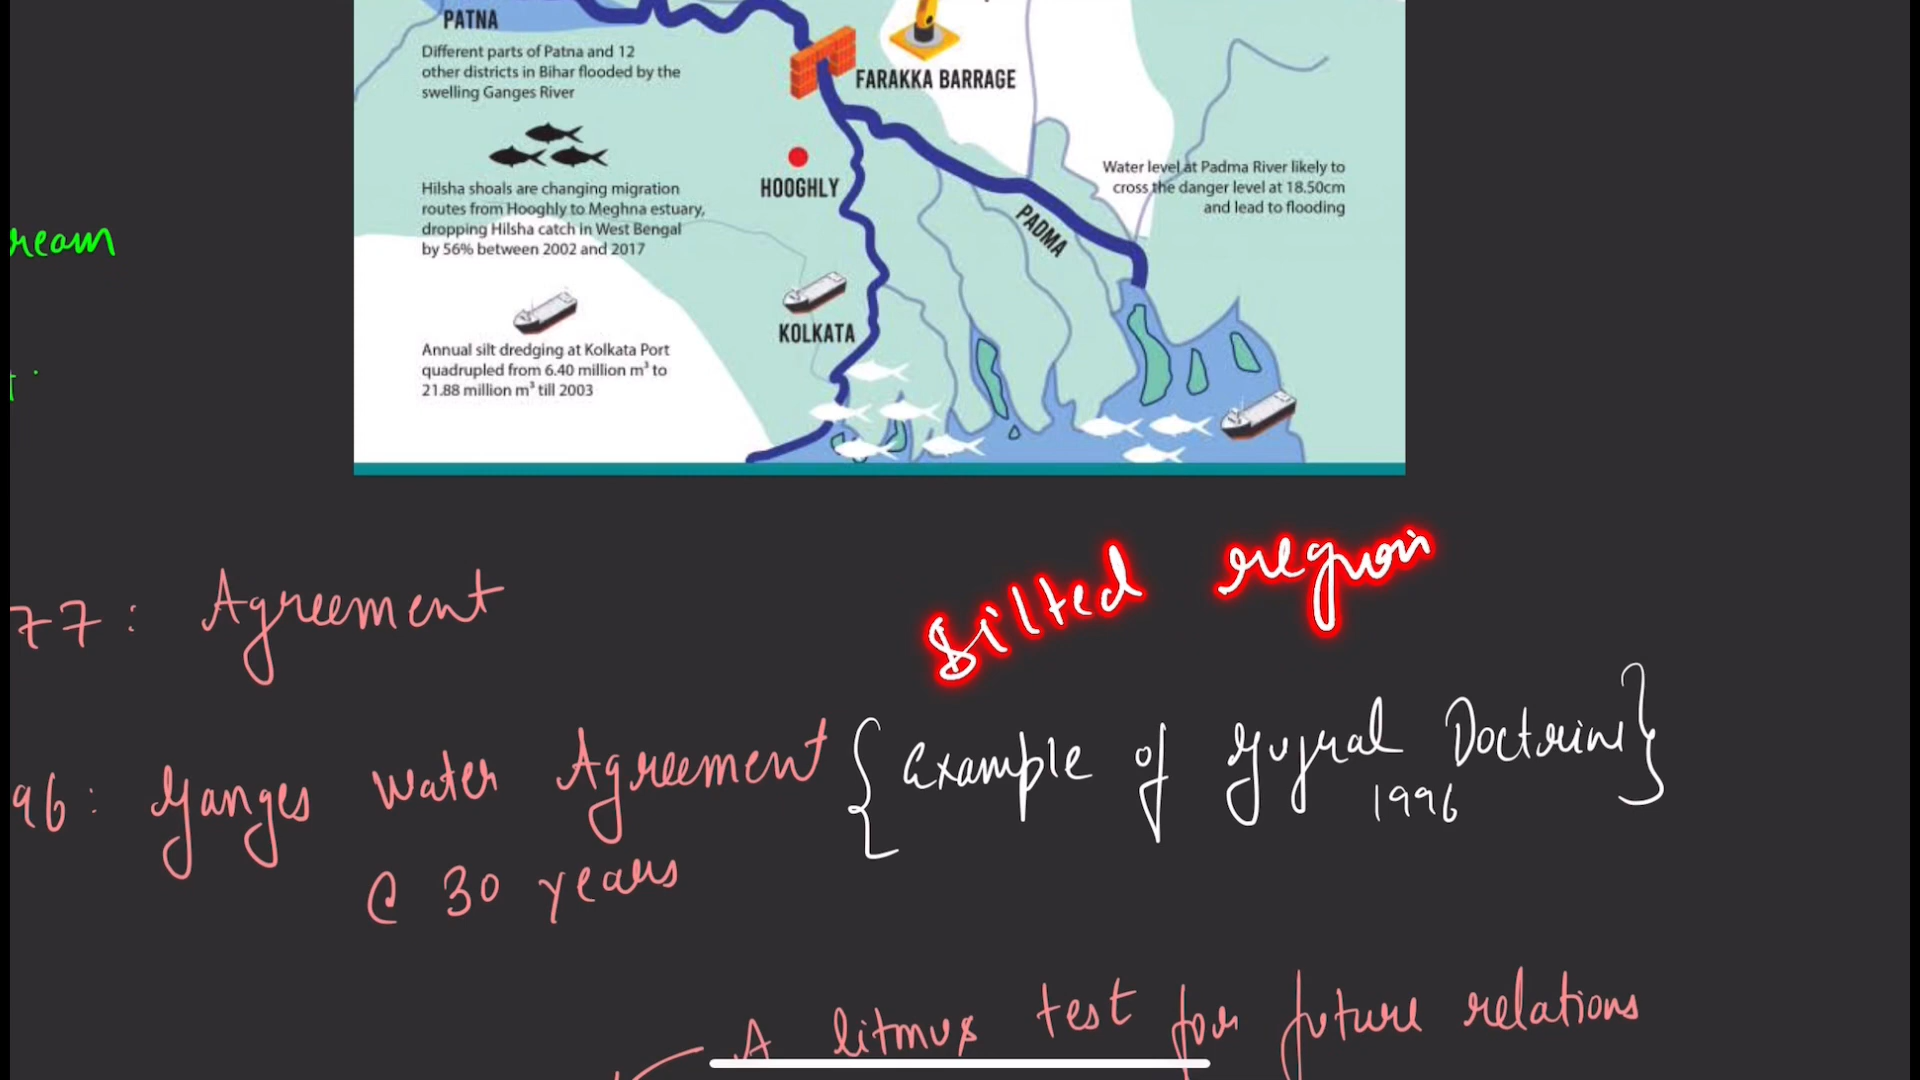 PATNA
Different parts of Patna and 12
other districts in Bihar flooded by the
swelling Ganges River
FARAKKA BARRAGE
Hilsha shoals are changing migration
routes from Hooghly to Meghna estuary,
dropping Hilsha catch in West Bengal
by 56% between 2002 and 2017
HOOGHLY
Water level at Padma River likely to
cross the danger level at 18.50cm
and lead to flooding
PADMA
ream
KOLKATA
Annual silt dredging at Kolkata Port
quadrupled from 6.40 million m³ to
21.88 million m³ till 2003
Silted region
77: Agreement
96: Ganges Water Agreement {Example of Gujral Doctrine}
1996
@ 30 years
A litmus test for future relations